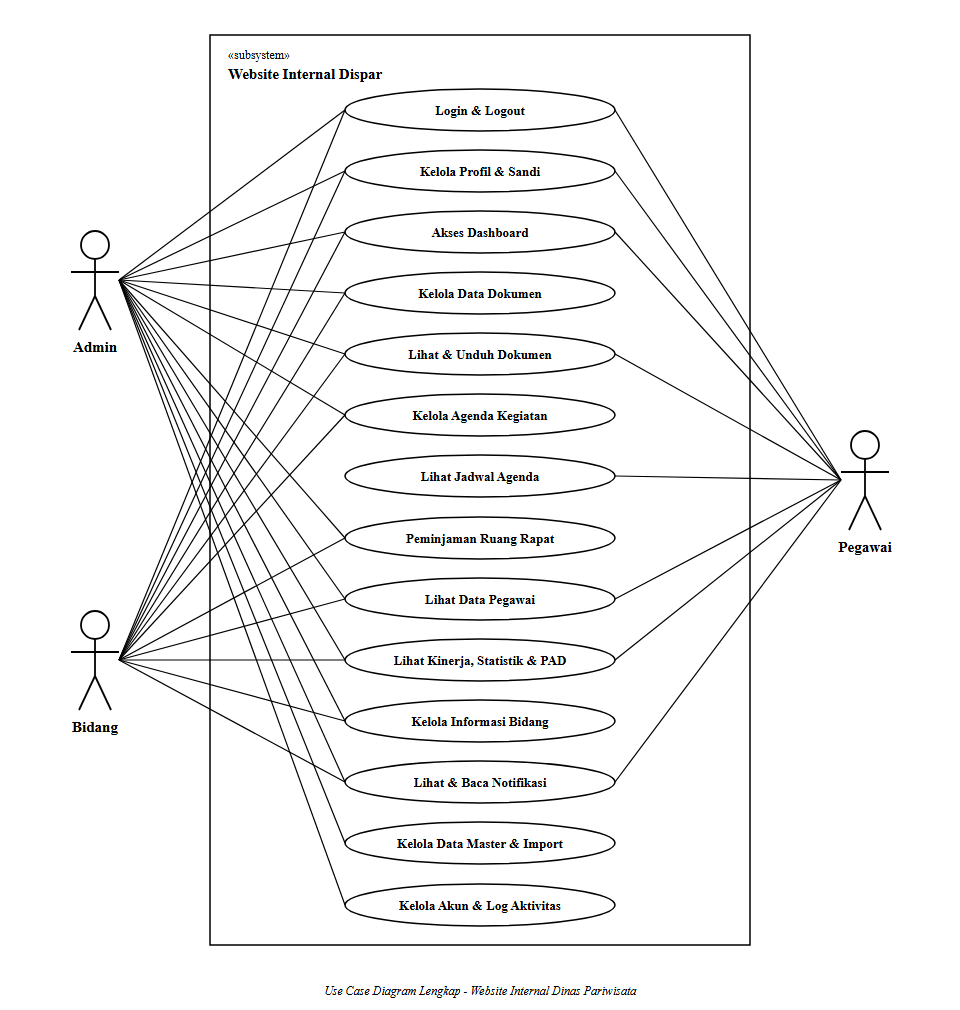 «subsystem»
Website Internal Dispar
Login & Logout
Kelola Profil & Sandi
Akses Dashboard
Kelola Data Dokumen
Lihat & Unduh Dokumen
Kelola Agenda Kegiatan
Lihat Jadwal Agenda
Peminjaman Ruang Rapat
Lihat Data Pegawai
Lihat Kinerja, Statistik & PAD
Kelola Informasi Bidang
Lihat & Baca Notifikasi
Kelola Data Master & Import
Kelola Akun & Log Aktivitas
Admin
Bidang
Pegawai
Use Case Diagram Lengkap - Website Internal Dinas Pariwisata